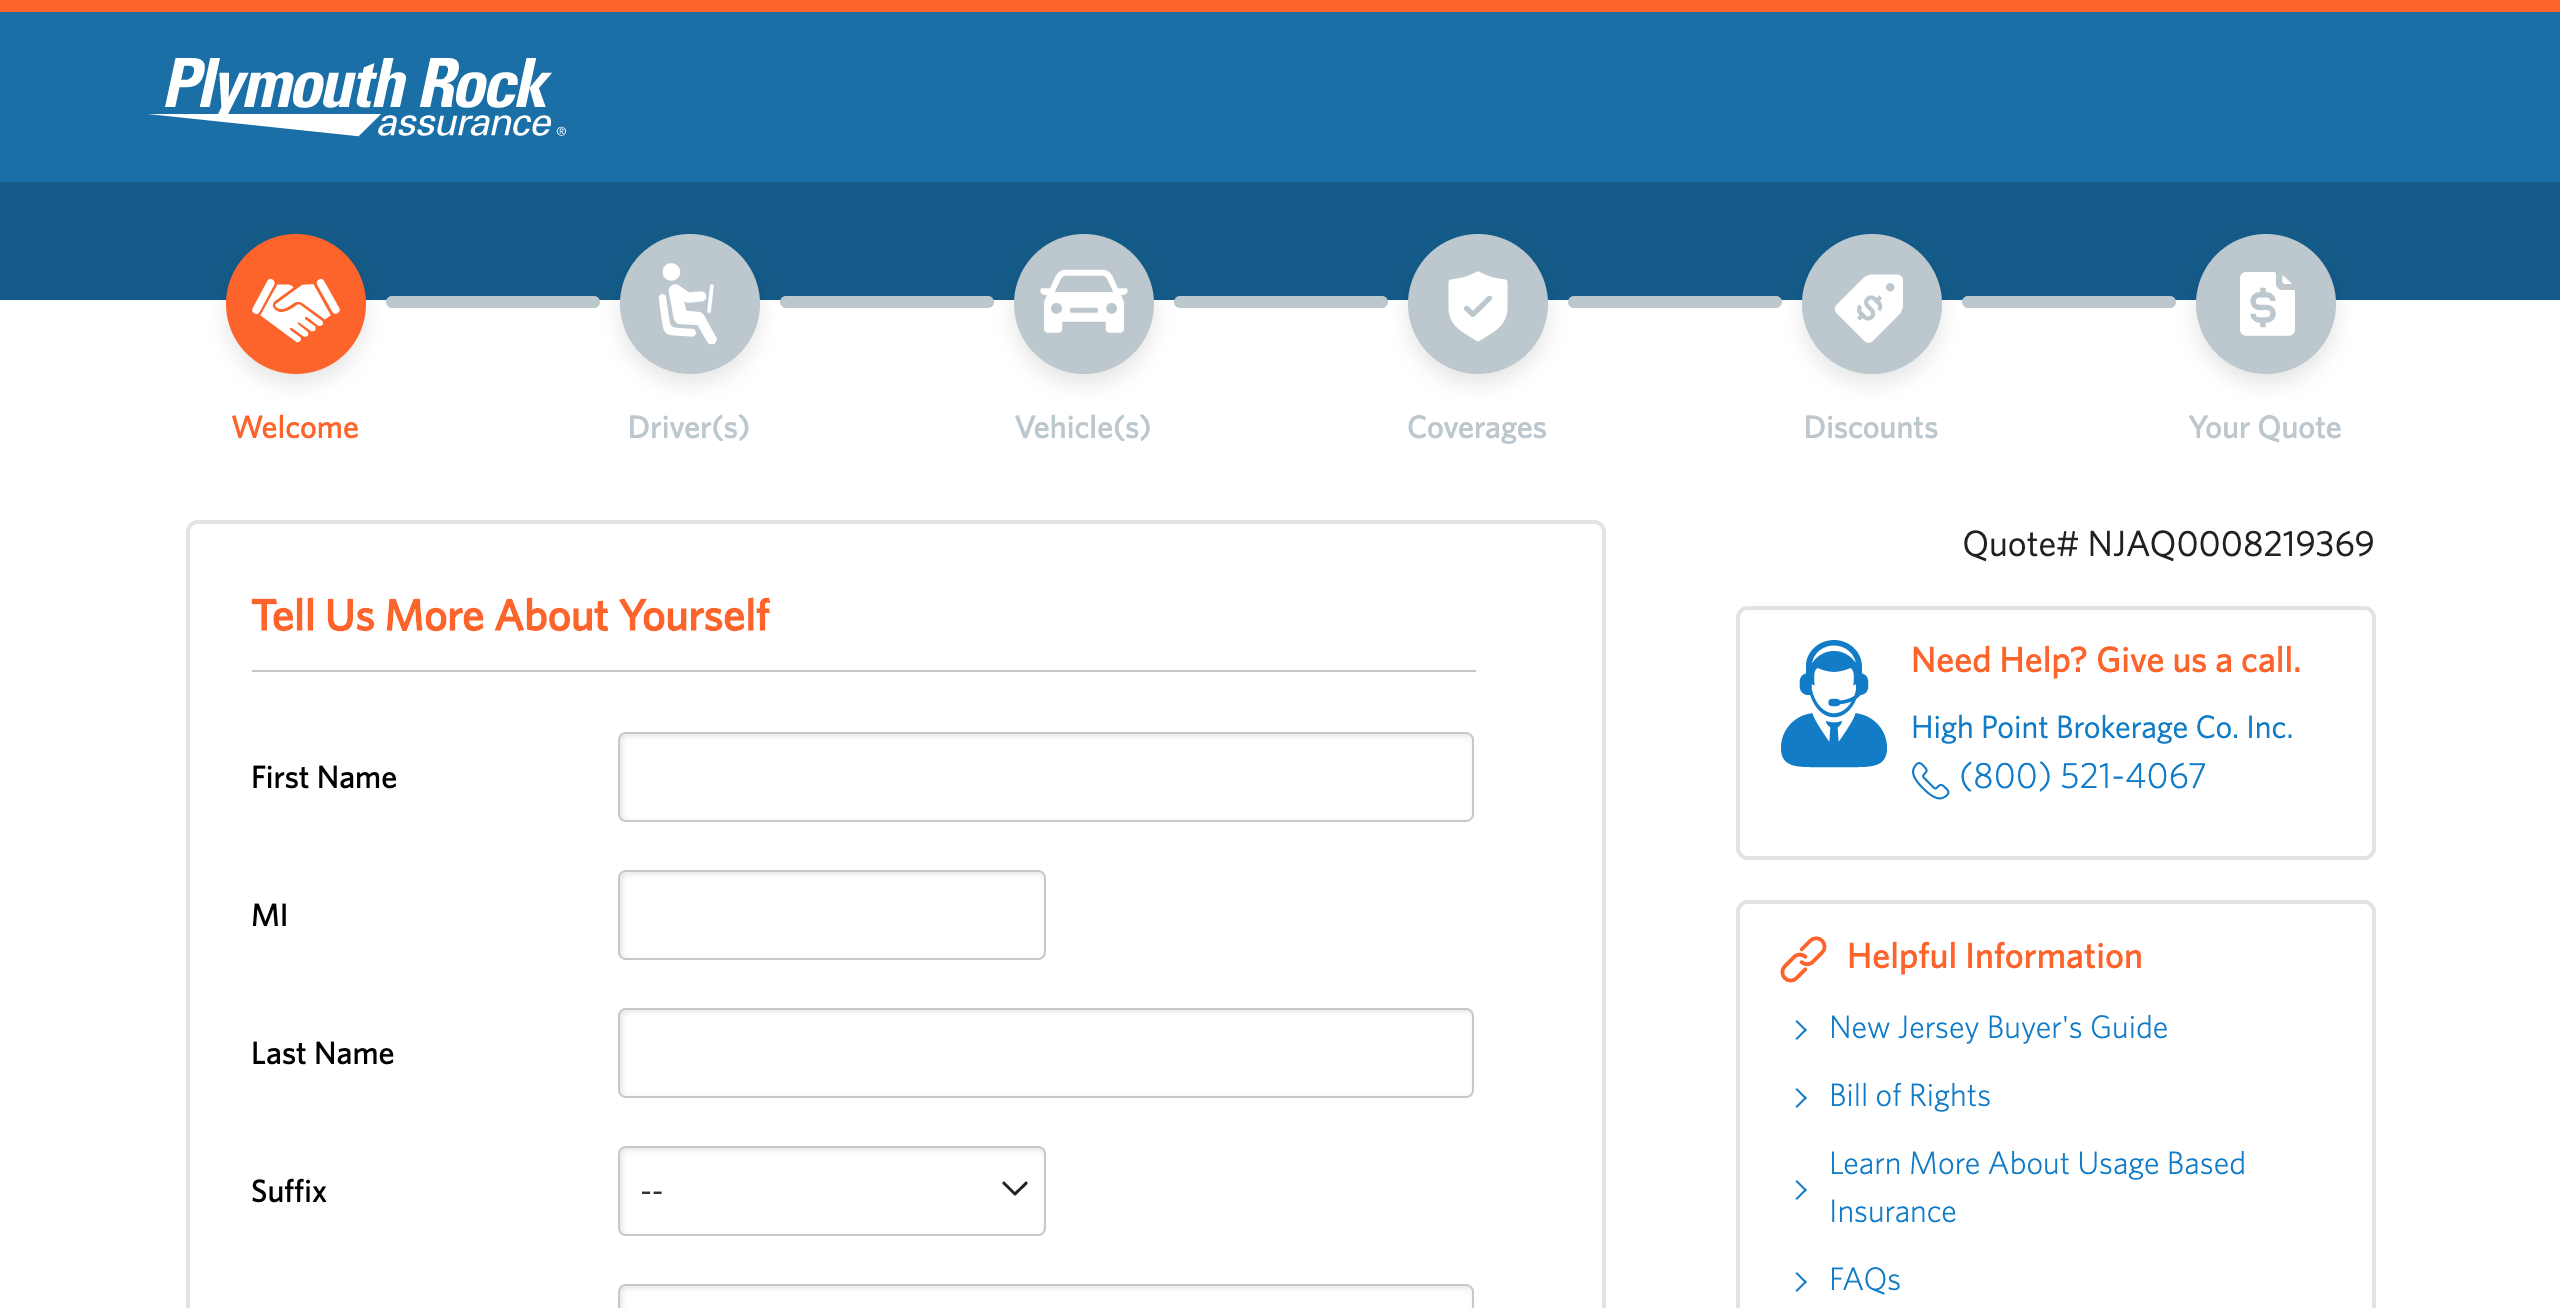 Plymouth Rock
assurance ®
Welcome
Driver(s)
Vehicle(s)
Coverages
Discounts
Your Quote
Tell Us More About Yourself
First Name
MI
Last Name
Suffix
--
Quote# NJAQ0008219369
Need Help? Give us a call.
High Point Brokerage Co. Inc.
(800) 521-4067
Helpful Information
New Jersey Buyer's Guide
Bill of Rights
Learn More About Usage Based
Insurance
FAQs